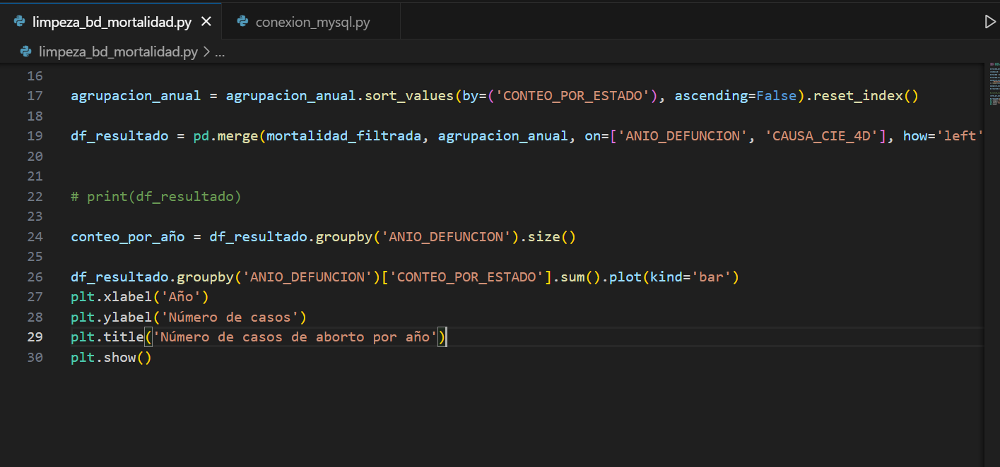 limpeza_bd_mortalidad.py
conexion_mysql.py
limpeza_bd_mortalidad.py > ...
16
17 agrupacion_anual = agrupacion_anual.sort_values(by=('CONTEO_POR_ESTADO'), ascending=False).reset_index()
18
19 df_resultado = pd.merge(mortalidad_filtrada, agrupacion_anual, on=['ANIO_DEFUNCION', 'CAUSA_CIE_4D'], how='left'
20
21
22 # print(df_resultado)
23
24 conteo_por_año = df_resultado.groupby('ANIO_DEFUNCION').size()
25
26 df_resultado.groupby('ANIO_DEFUNCION')['CONTEO_POR_ESTADO'].sum().plot(kind='bar')
27 plt.xlabel('Año')
28 plt.ylabel('Número de casos')
29 plt.title('Número de casos de aborto por año')
30 plt.show()